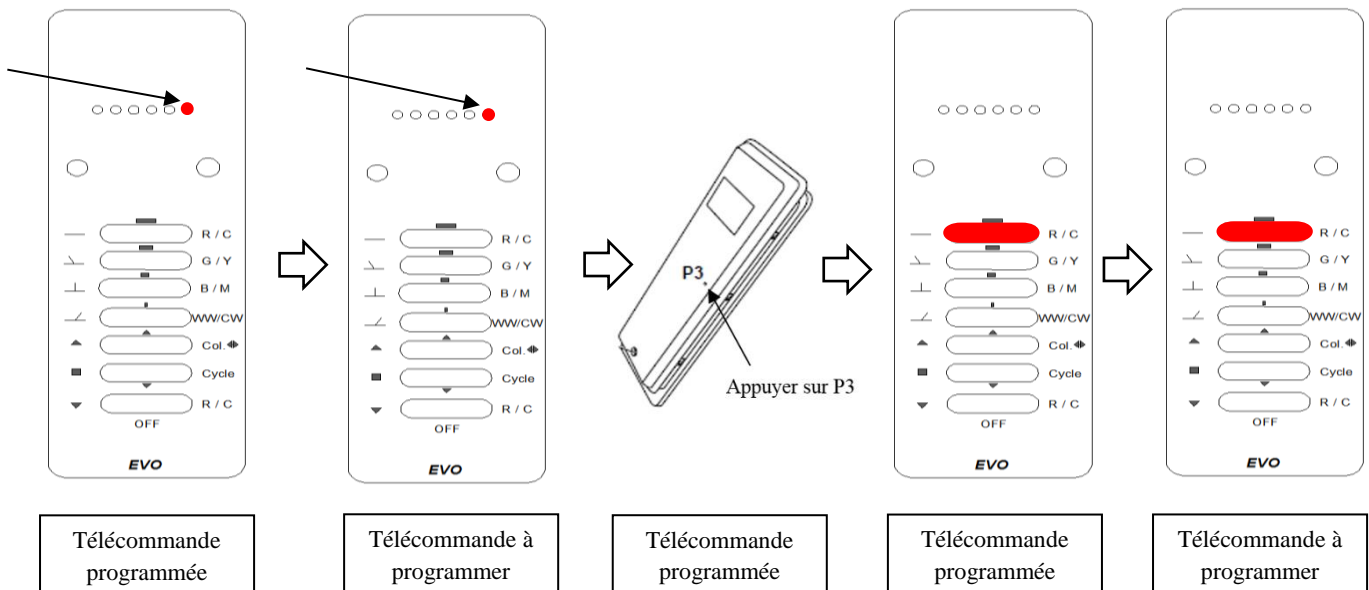 R / C
G / Y
B / M
WW/CW
Col.
Cycle
R / C
OFF
EVO
Télécommande
programmée
R / C
G / Y
B / M
WW/CW
Col.
Cycle
R / C
OFF
EVO
Télécommande à
programmer
P3
Appuyer sur P3
Télécommande
programmée
R / C
G / Y
B / M
WW/CW
Col.
Cycle
R / C
OFF
EVO
Télécommande
programmée
R / C
G / Y
B / M
WW/CW
Col.
Cycle
R / C
OFF
EVO
Télécommande à
programmer